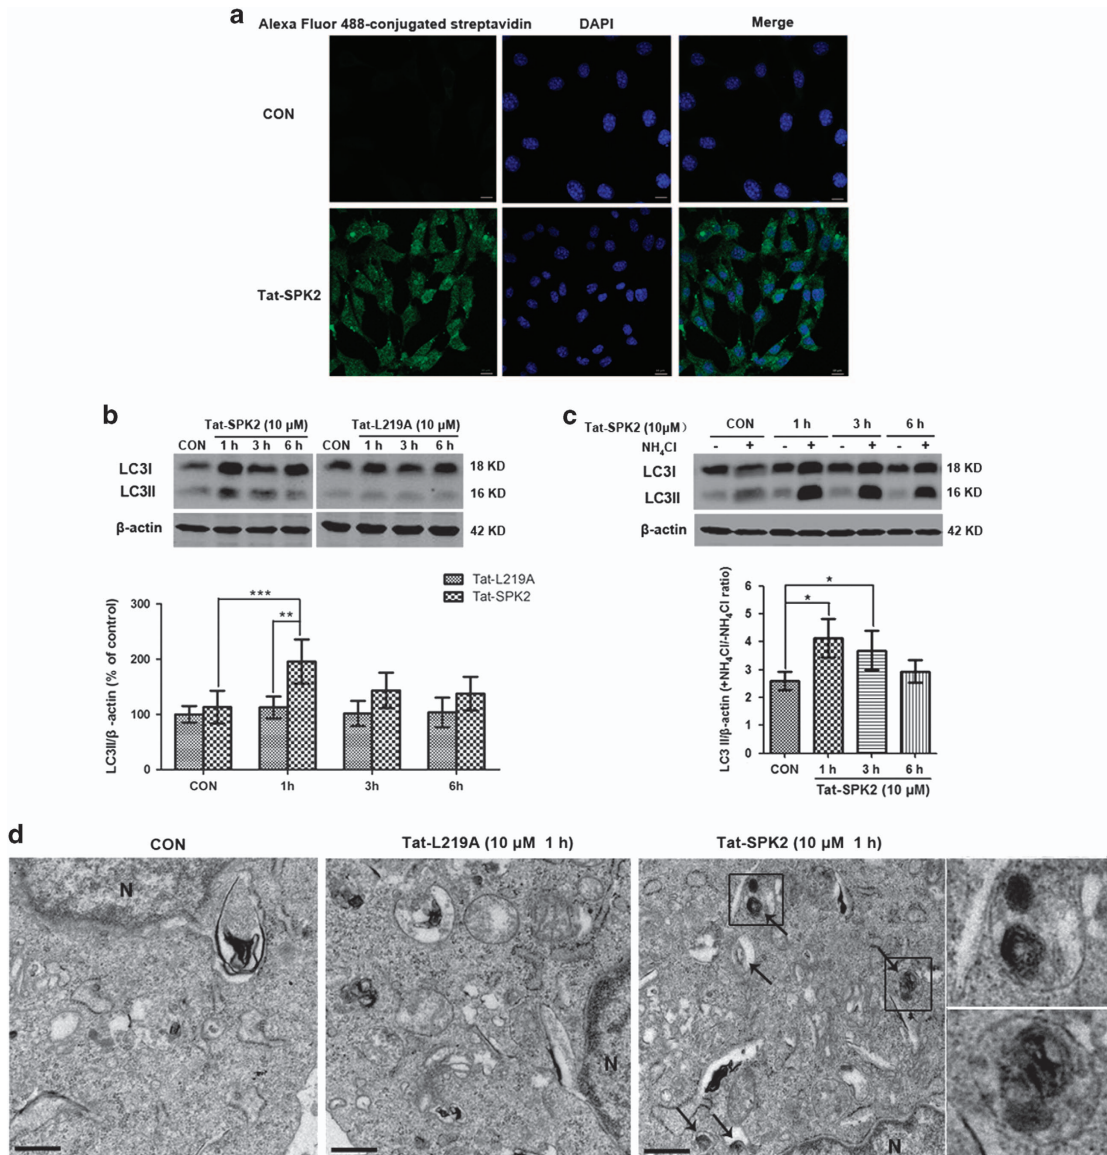 a
Alexa Fluor 488-conjugated streptavidin DAPI Merge
CON
Tat-SPK2
b
Tat-SPK2 (10 μM) Tat-L219A (10 μM)
CON 1 h 3 h 6 h CON 1 h 3 h 6 h
LC3I 18 KD
LC3II 16 KD
β-actin 42 KD
Tat-L219A
Tat-SPK2
LC3II/β -actin (% of control)
300
200
100
0
***
**
CON 1h 3h 6h
c
Tat-SPK2 (10μM) CON 1 h 3 h 6 h
NH₄Cl - + - + - + - +
LC3I 18 KD
LC3II 16 KD
β-actin 42 KD
LC3 II/β-actin (+NH₄Cl/-NH₄Cl ratio)
6
5
4
3
2
1
0
*
*
CON 1 h 3 h 6 h
Tat-SPK2 (10 μM)
d
CON Tat-L219A (10 μM 1 h) Tat-SPK2 (10 μM 1 h)
N
N
N